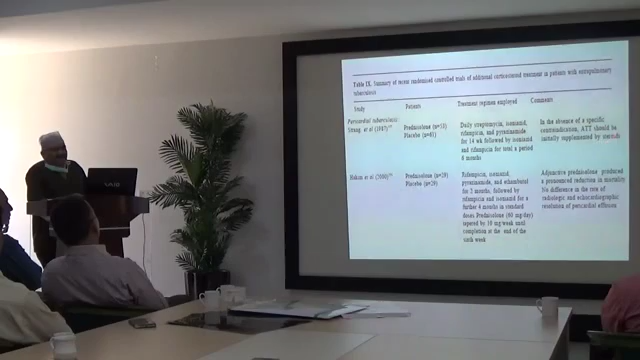 Table IX. Summary of recent randomised controlled trials of additional corticosteroid treatment in patients with extrapulmonary
tuberculosis
Study Patients Treatment regimen employed Comments
Pericardial tuberculosis
Strang, et al (1987) Prednisolone Placebo
Daily streptomycin, isoniazid,
rifampicin, and pyrazinamide
for 14 wk followed by isoniazid
and rifampicin for total a period
6 months
In the absence of a specific
contraindication, ATT should be
initially supplemented by steroids
Hakim et al (2000) Prednisolone (n=29)
Placebo (n=29)
Rifampicin, isoniazid,
pyrazinamide, and ethambutol for
2 months, followed by
rifampicin and isoniazid for a
further 4 months in standard
doses Prednisolone (60 mg/day)
tapered by 10 mg/week until
completion at the end of the
sixth week
Adjunctive prednisolone produced
a pronounced reduction in mortality
No difference in the rate of
radiologic and echocardiographic
resolution of pericardial effusion
VAIO